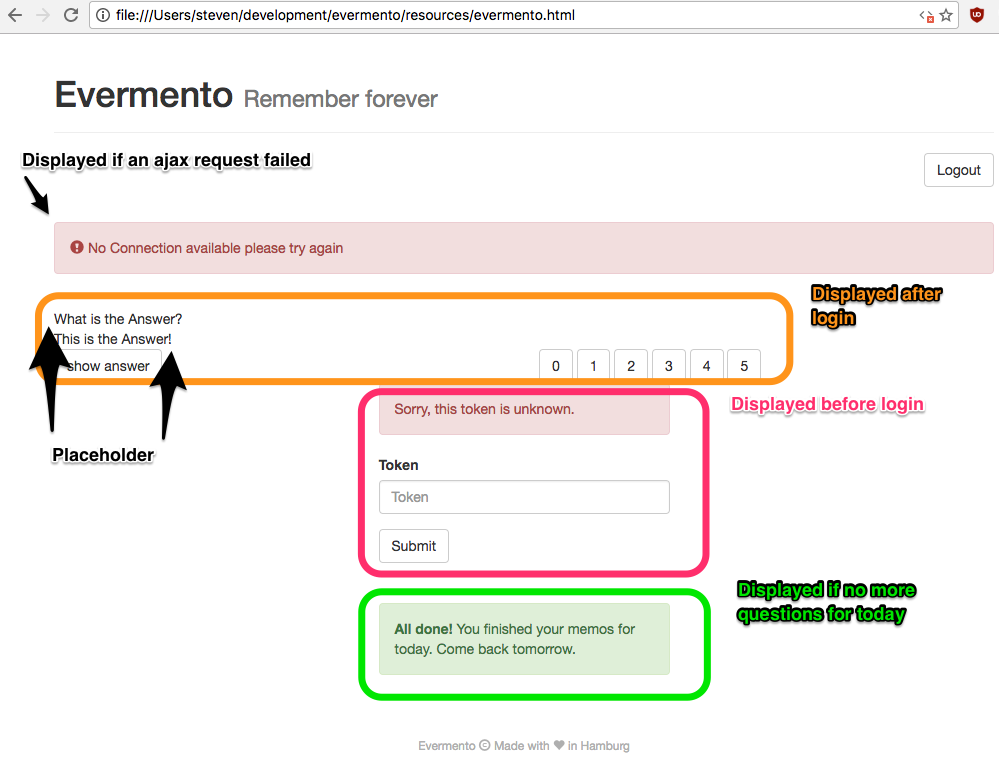 file:///Users/steven/development/evermento/resources/evermento.html
Evermento Remember forever
Displayed if an ajax request failed
Logout
No Connection available please try again
Displayed after
login
What is the Answer?
This is the Answer!
show answer
0 1 2 3 4 5
Displayed before login
Sorry, this token is unknown.
Placeholder
Token
Token
Submit
Displayed if no more
questions for today
All done! You finished your memos for
today. Come back tomorrow.
Evermento © Made with ♥ in Hamburg